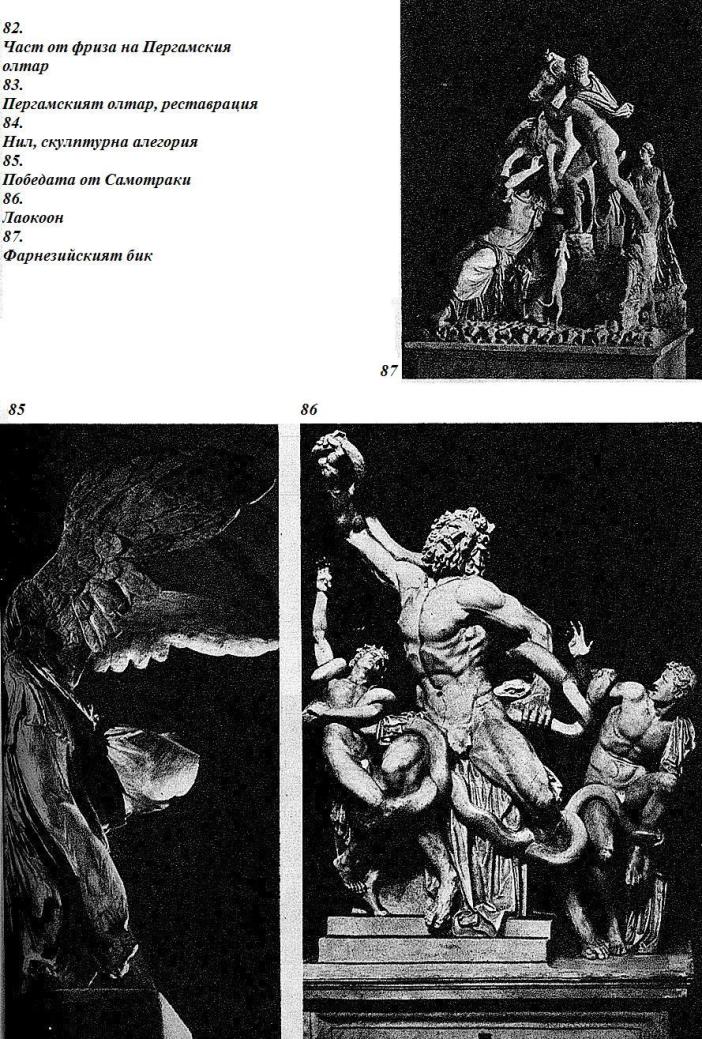 82.
Част от фриза на Пергамския
олтар
83.
Пергамският олтар, реставрация
84.
Нил, скулптурна алегория
85.
Победата от Самотраки
86.
Лаокоон
87.
Фарнезийският бик
87
85
86